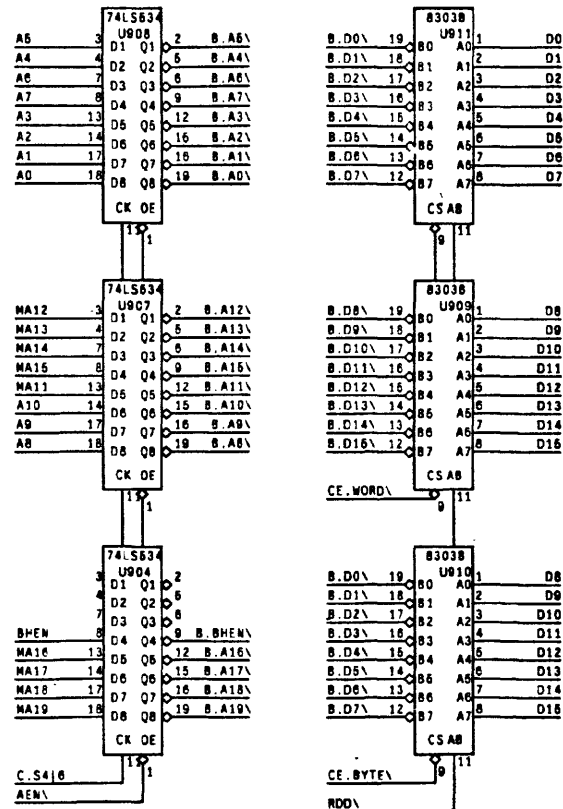 74LS534
U908
A5 3 D1 Q1 2 B.A5\
A4 4 D2 Q2 5 B.A4\
A6 7 D3 Q3 6 B.A6\
A7 8 D4 Q4 9 B.A7\
A3 13 D5 Q5 12 B.A3\
A2 14 D6 Q6 15 B.A2\
A1 17 D7 Q7 16 B.A1\
A0 18 D8 Q8 19 B.A0\
CK OE
11 1
8303B
U911
B.D0\ 19 B0 A0 1 D0
B.D1\ 18 B1 A1 2 D1
B.D2\ 17 B2 A2 3 D2
B.D3\ 16 B3 A3 4 D3
B.D4\ 15 B4 A4 5 D4
B.D5\ 14 B5 A5 6 D5
B.D6\ 13 B6 A6 7 D6
B.D7\ 12 B7 A7 8 D7
CS AB
9 11
74LS534
U907
MA12 3 D1 Q1 2 B.A12\
MA13 4 D2 Q2 5 B.A13\
MA14 7 D3 Q3 6 B.A14\
MA15 8 D4 Q4 9 B.A15\
MA11 13 D5 Q5 12 B.A11\
A10 14 D6 Q6 15 B.A10\
A9 17 D7 Q7 16 B.A9\
A8 18 D8 Q8 19 B.A8\
CK OE
11 1
8303B
U909
B.D8\ 19 B0 A0 1 D8
B.D9\ 18 B1 A1 2 D9
B.D10\ 17 B2 A2 3 D10
B.D11\ 16 B3 A3 4 D11
B.D12\ 15 B4 A4 5 D12
B.D13\ 14 B5 A5 6 D13
B.D14\ 13 B6 A6 7 D14
B.D15\ 12 B7 A7 8 D15
CS AB
CE.WORD\ 9 11
74LS534
U904
3 D1 Q1 2
4 D2 Q2 5
7 D3 Q3 6
BHEN 8 D4 Q4 9 B.BHEN\
MA16 13 D5 Q5 12 B.A16\
MA17 14 D6 Q6 15 B.A17\
MA18 17 D7 Q7 16 B.A18\
MA19 18 D8 Q8 19 B.A19\
CK OE
11 1
C.S4|6
AEN\
8303B
U910
B.D0\ 19 B0 A0 1 D8
B.D1\ 18 B1 A1 2 D9
B.D2\ 17 B2 A2 3 D10
B.D3\ 16 B3 A3 4 D11
B.D4\ 15 B4 A4 5 D12
B.D5\ 14 B5 A5 6 D13
B.D6\ 13 B6 A6 7 D14
B.D7\ 12 B7 A7 8 D15
CS AB
CE.BYTE\ 9 11
RDD\